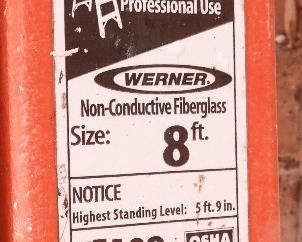 Professional Use
WERNER
Non-Conductive Fiberglass
Size: 8 ft.
NOTICE
Highest Standing Level: 5 ft. 9 in.
OSHA